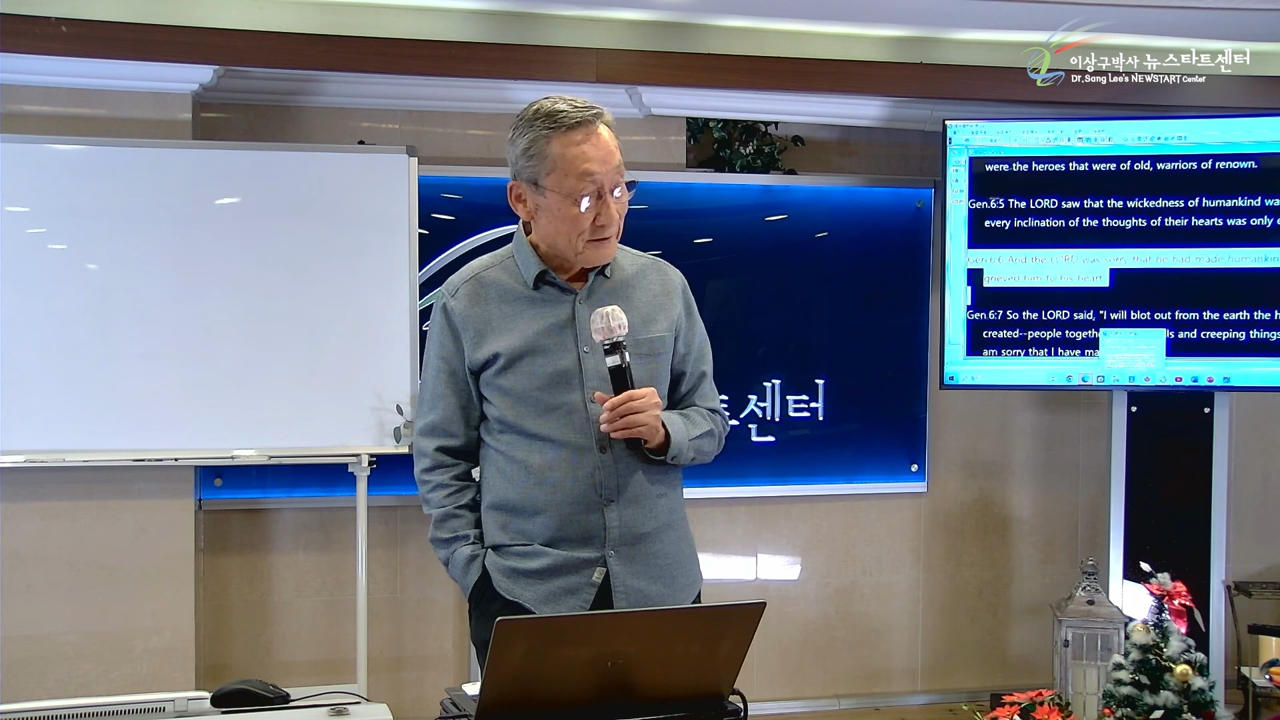 이상구박사 뉴스타트센터
Dr. Sang Lee's NEWSTART Center
were the heroes that were of old, warriors of renown.
Gen.6:5 The LORD saw that the wickedness of humankind wa
every inclination of the thoughts of their hearts was only
Gen.6:6 And the LORD was sorry that he had made humankin
grieved him to his heart.
Gen.6:7 So the LORD said, "I will blot out from the earth the h
created--people togeth ls and creeping things
am sorry that I have ma
센터